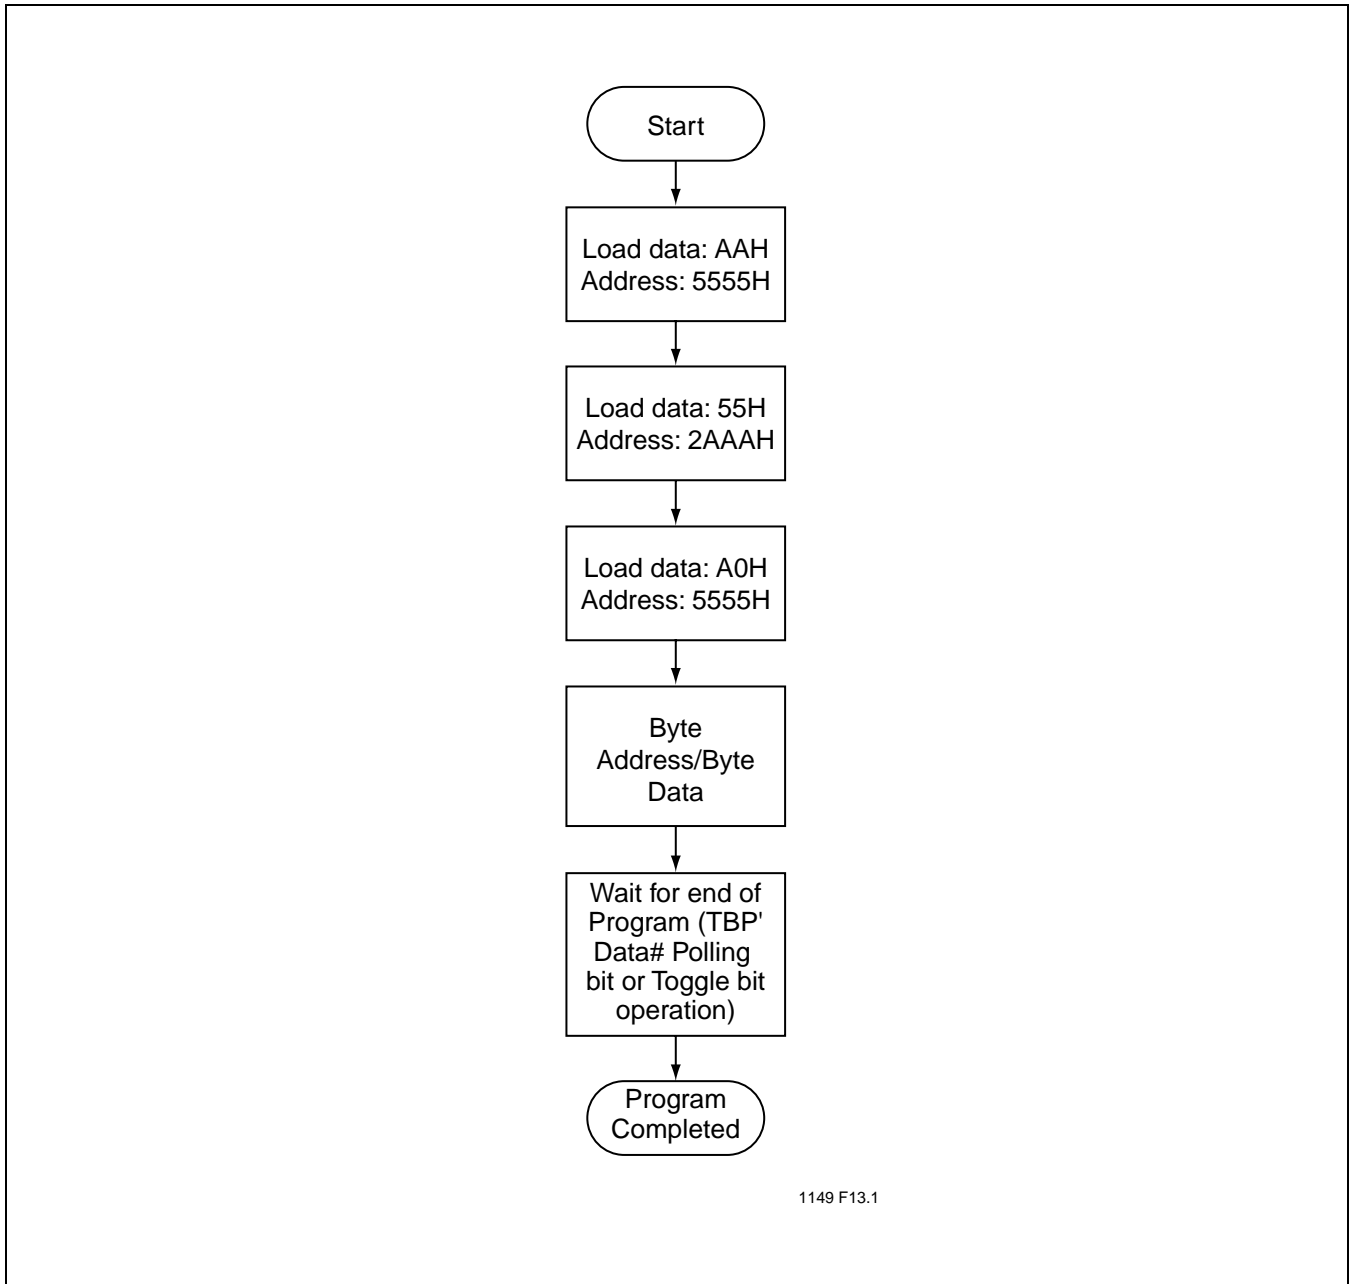 Start
Load data: AAH
Address: 5555H
Load data: 55H
Address: 2AAAH
Load data: A0H
Address: 5555H
Byte
Address/Byte
Data
Wait for end of
Program (TBP'
Data# Polling
bit or Toggle bit
operation)
Program
Completed
1149 F13.1